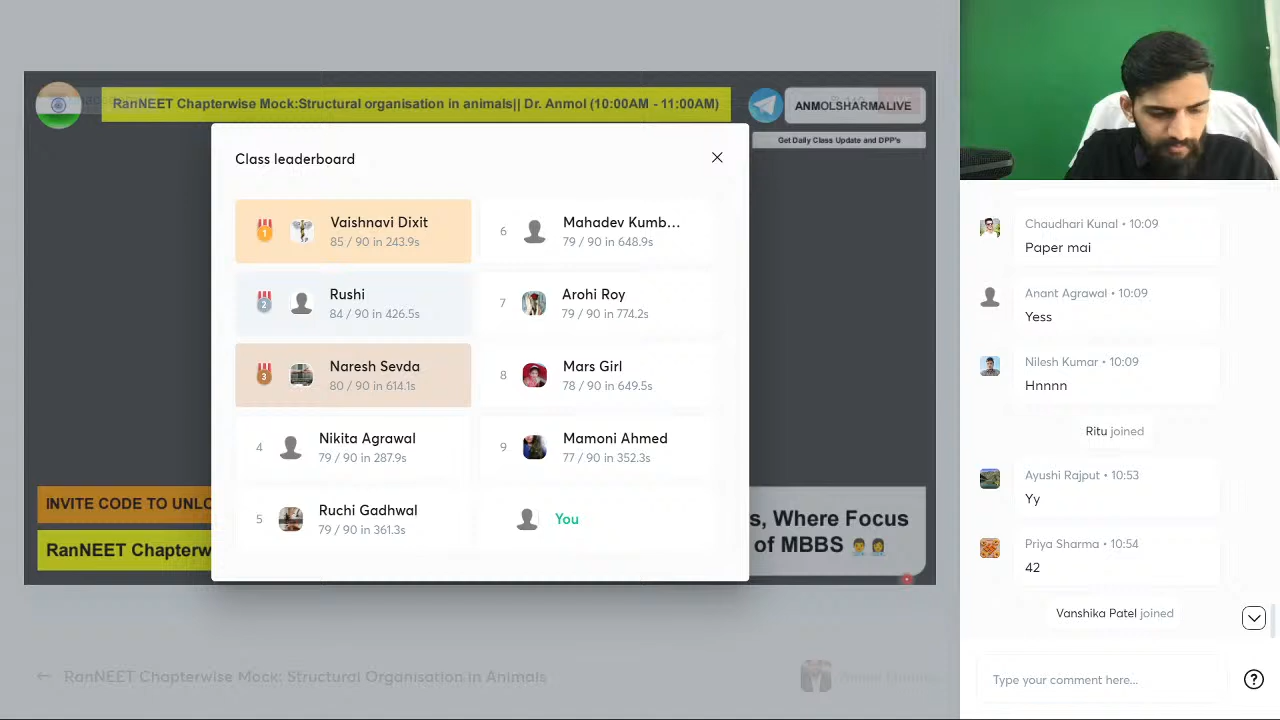 RanNEET Chapterwise Mock:Structural organisation in animals|| Dr. Anmol (10:00AM - 11:00AM)
ANMOLSHARMALIVE
Get Daily Class Update and DPP's
Class leaderboard
1
Vaishnavi Dixit
85 / 90 in 243.9s
2
Rushi
84 / 90 in 426.5s
3
Naresh Sevda
80 / 90 in 614.1s
4
Nikita Agrawal
79 / 90 in 287.9s
5
Ruchi Gadhwal
79 / 90 in 361.3s
6
Mahadev Kumb...
79 / 90 in 648.9s
7
Arohi Roy
79 / 90 in 774.2s
8
Mars Girl
78 / 90 in 649.5s
9
Mamoni Ahmed
77 / 90 in 352.3s
You
INVITE CODE TO UNLO
RanNEET Chapterw
s, Where Focus
of MBBS
RanNEET Chapterwise Mock: Structural Organisation in Animals
Chaudhari Kunal • 10:09
Paper mai
Anant Agrawal • 10:09
Yess
Nilesh Kumar • 10:09
Hnnnn
Ritu joined
Ayushi Rajput • 10:53
Yy
Priya Sharma • 10:54
42
Vanshika Patel joined
Type your comment here...
?